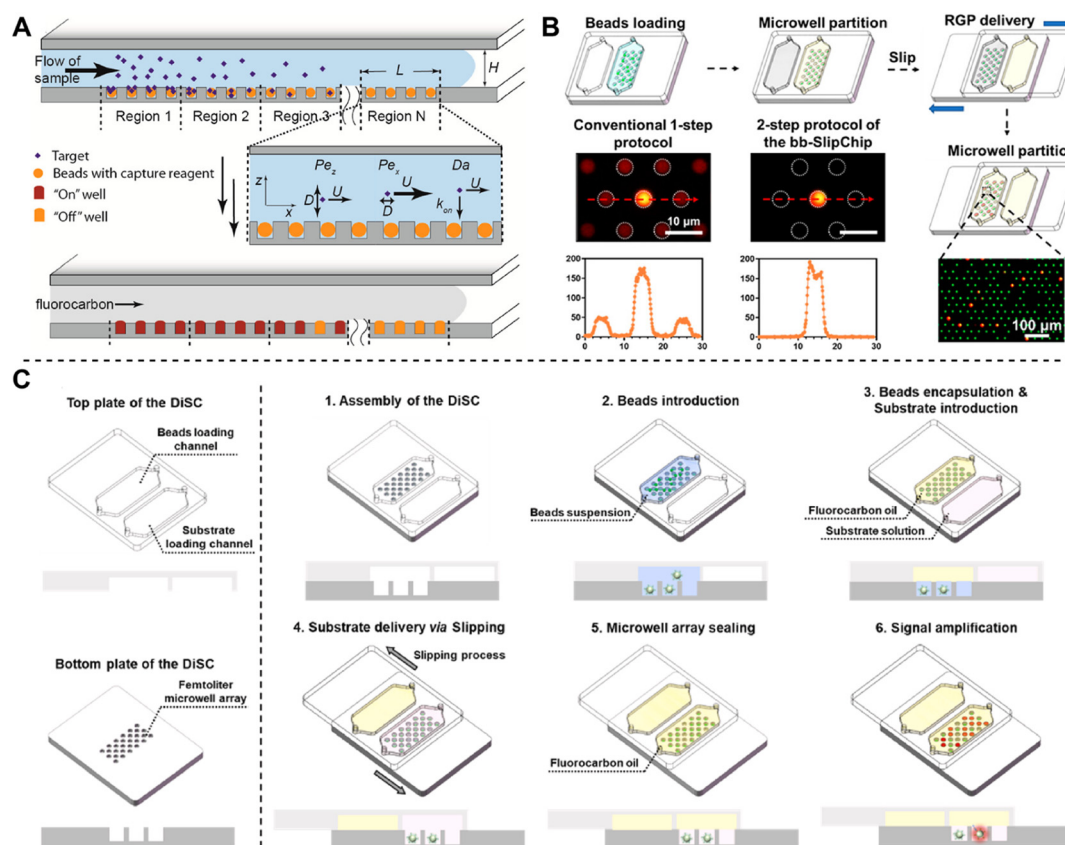 A
Flow of
sample
H
L
Region 1
Region 2
Region 3
Region N
Target
Beads with capture reagent
"On" well
"Off" well
z
x
Pe_z
D
U
Pe_x
U
D
Da
U
k_on
fluorocarbon
B
Beads loading
Microwell partition
RGP delivery
Slip
Conventional 1-step
protocol
2-step protocol of
the bb-SlipChip
Microwell partition
10 μm
200
150
100
50
0
0 10 20 30
200
150
100
50
0
0 10 20 30
100 μm
C
Top plate of the DiSC
Beads loading
channel
Substrate
loading channel
Bottom plate of the DiSC
Femtoliter
microwell array
1. Assembly of the DiSC
2. Beads introduction
Beads suspension
3. Beads encapsulation &
Substrate introduction
Fluorocarbon oil
Substrate solution
4. Substrate delivery via Slipping
Slipping process
5. Microwell array sealing
Fluorocarbon oil
6. Signal amplification